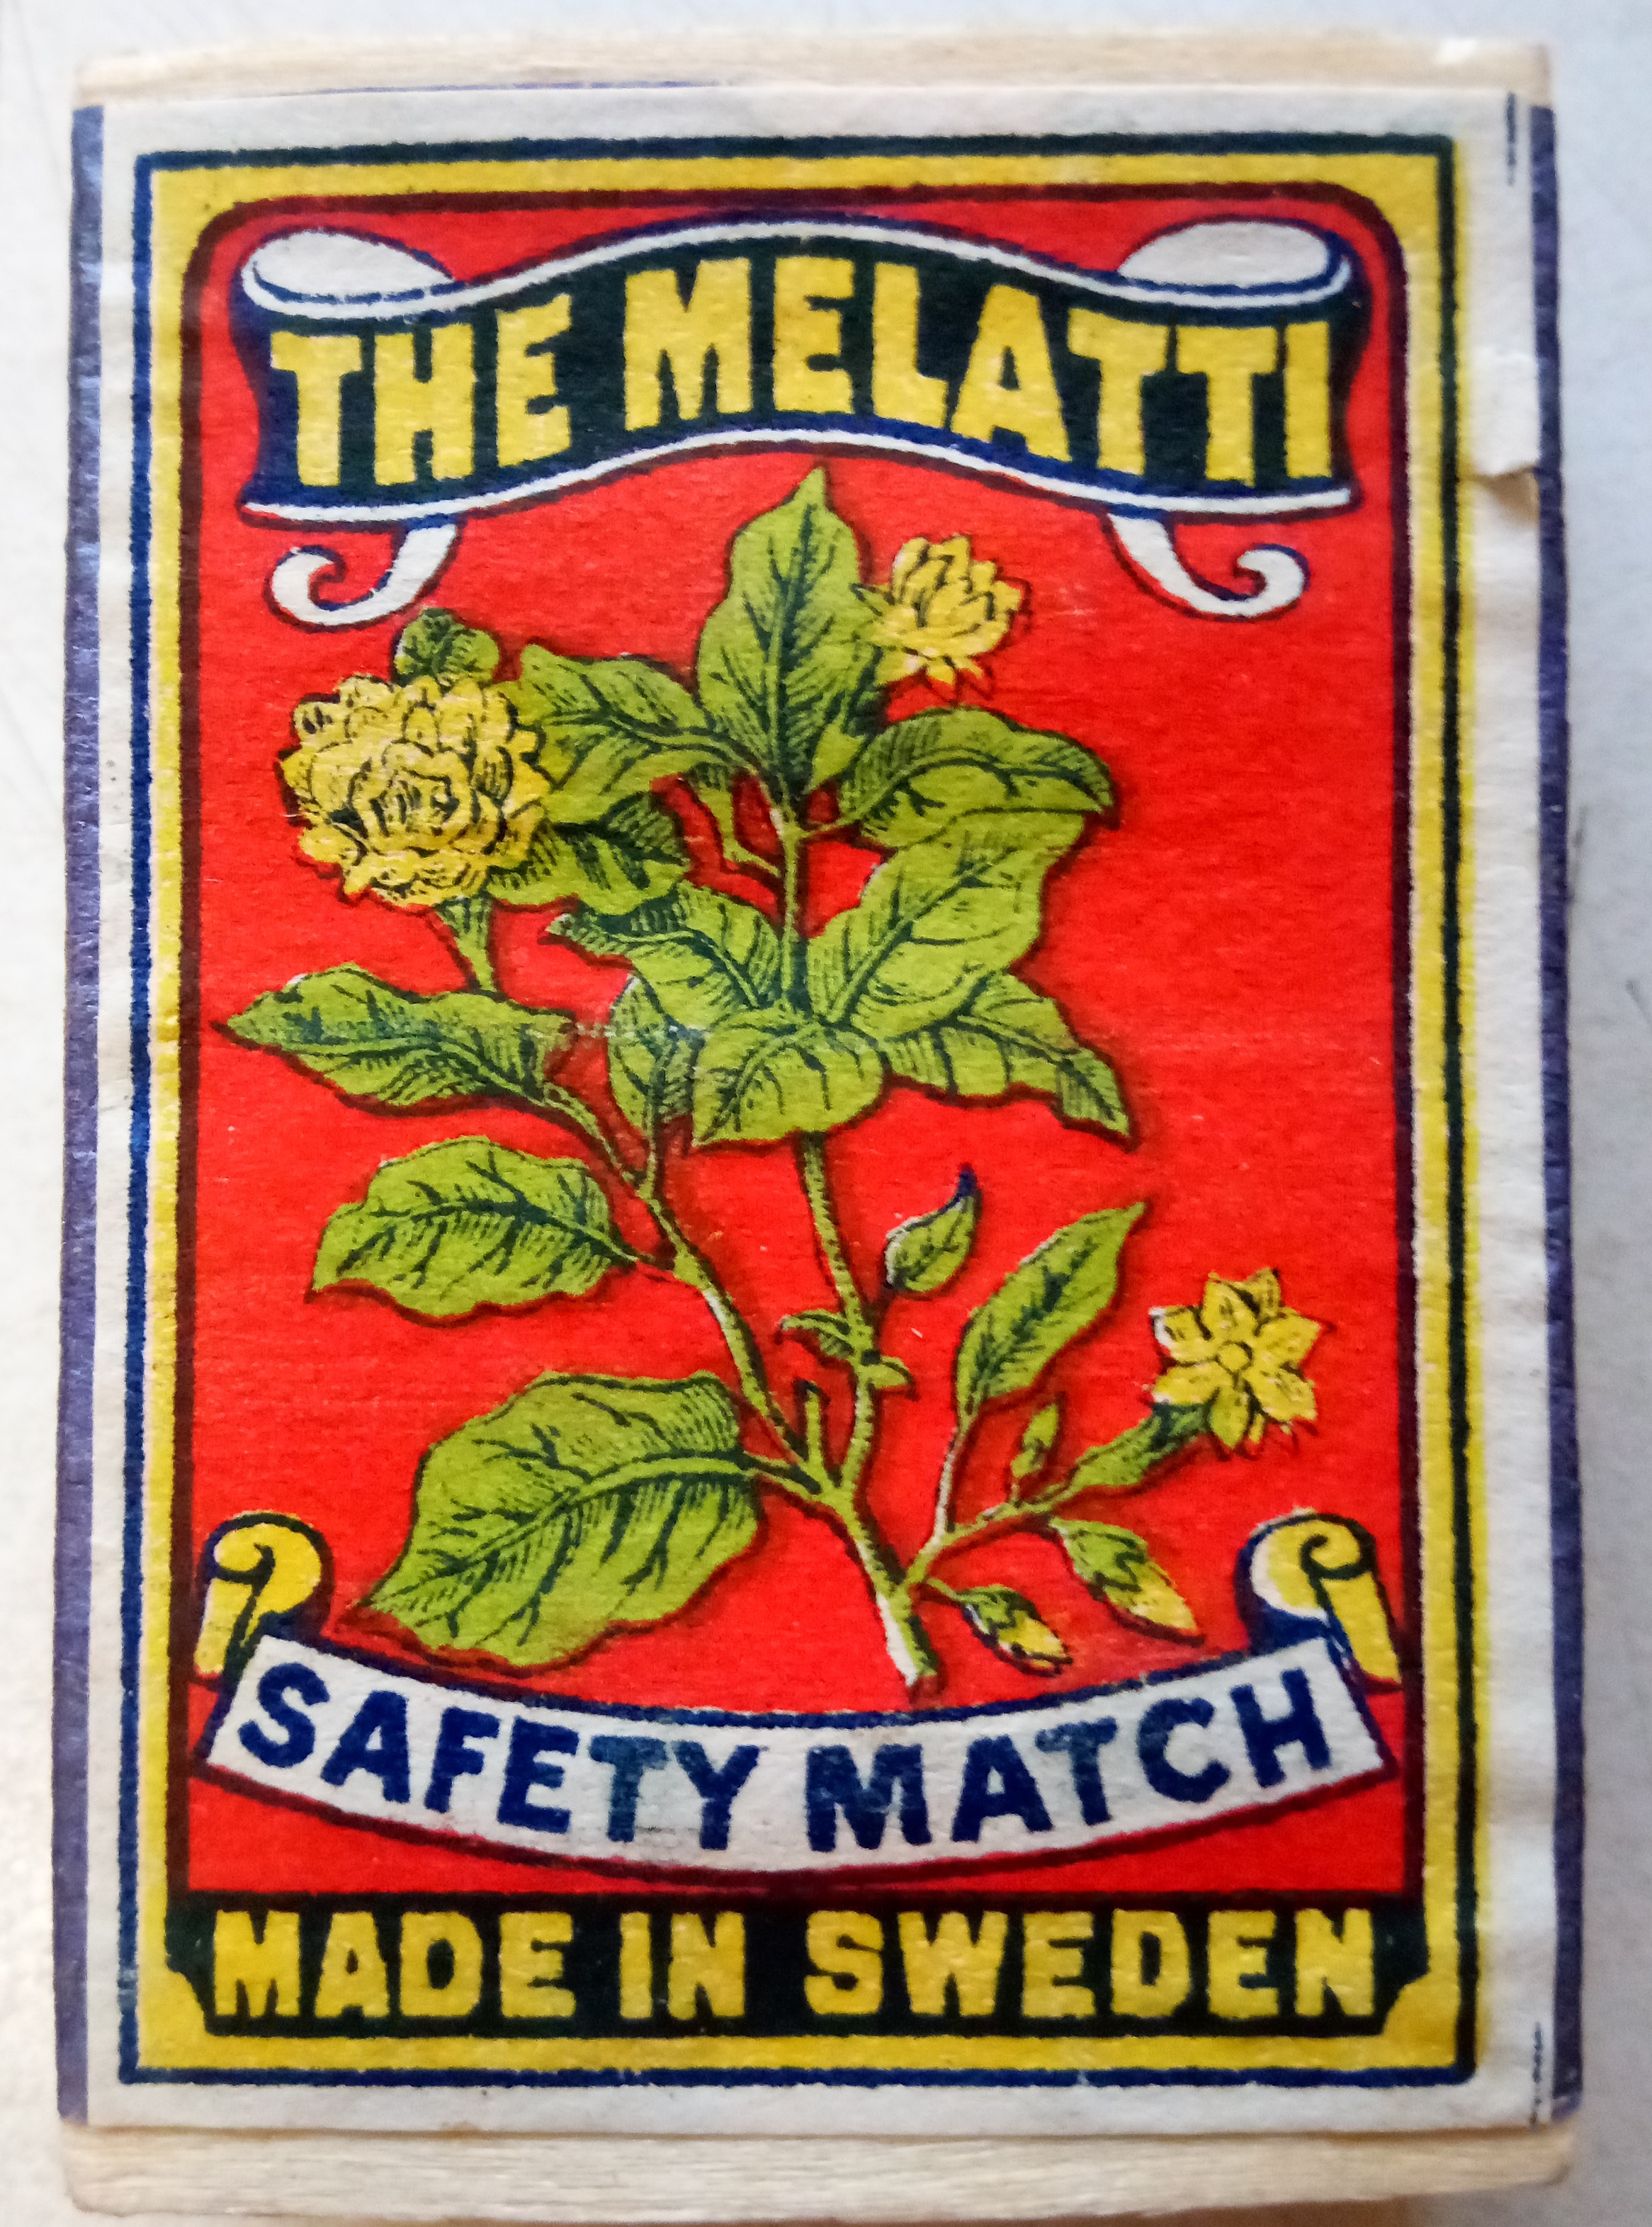 THE MELATTI
SAFETY MATCH
MADE IN SWEDEN